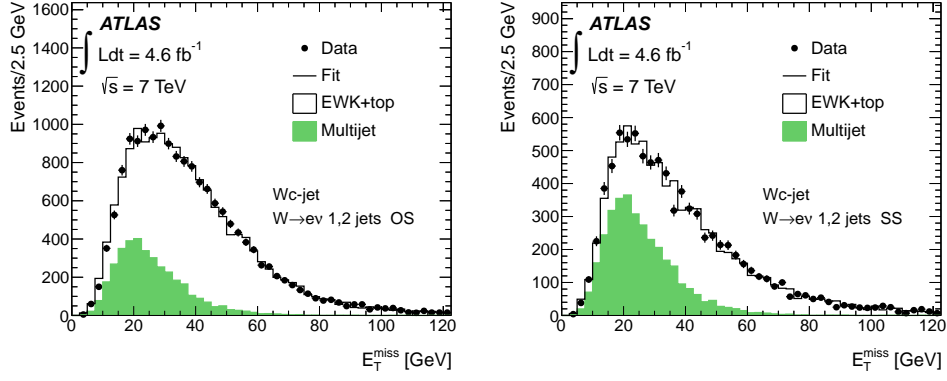 Events/2.5 GeV
1600
1400
1200
1000
800
600
400
200
0
ATLAS
∫ Ldt = 4.6 fb⁻¹
√s = 7 TeV
Data
Fit
EWK+top
Multijet
Wc-jet
W→eν 1,2 jets OS
0 20 40 60 80 100 120
E_T^miss [GeV]
Events/2.5 GeV
900
800
700
600
500
400
300
200
100
0
ATLAS
∫ Ldt = 4.6 fb⁻¹
√s = 7 TeV
Data
Fit
EWK+top
Multijet
Wc-jet
W→eν 1,2 jets SS
0 20 40 60 80 100 120
E_T^miss [GeV]